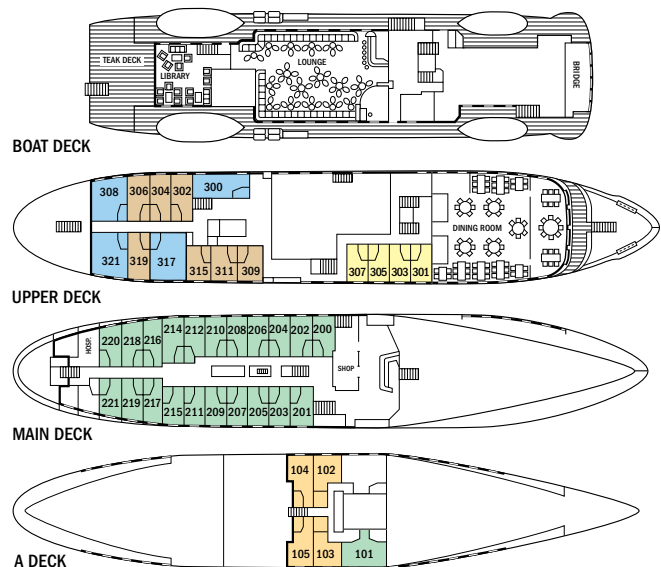 TEAK DECK
LIBRARY
LOUNGE
BRIDGE
BOAT DECK
308 306 304 302 300
321 319 317 315 311 309 307 305 303 301
DINING ROOM
UPPER DECK
HOSP.
220 218 216 214 212 210 208 206 204 202 200
SHOP
221 219 217 215 211 209 207 205 203 201
MAIN DECK
104 102
105 103 101
A DECK